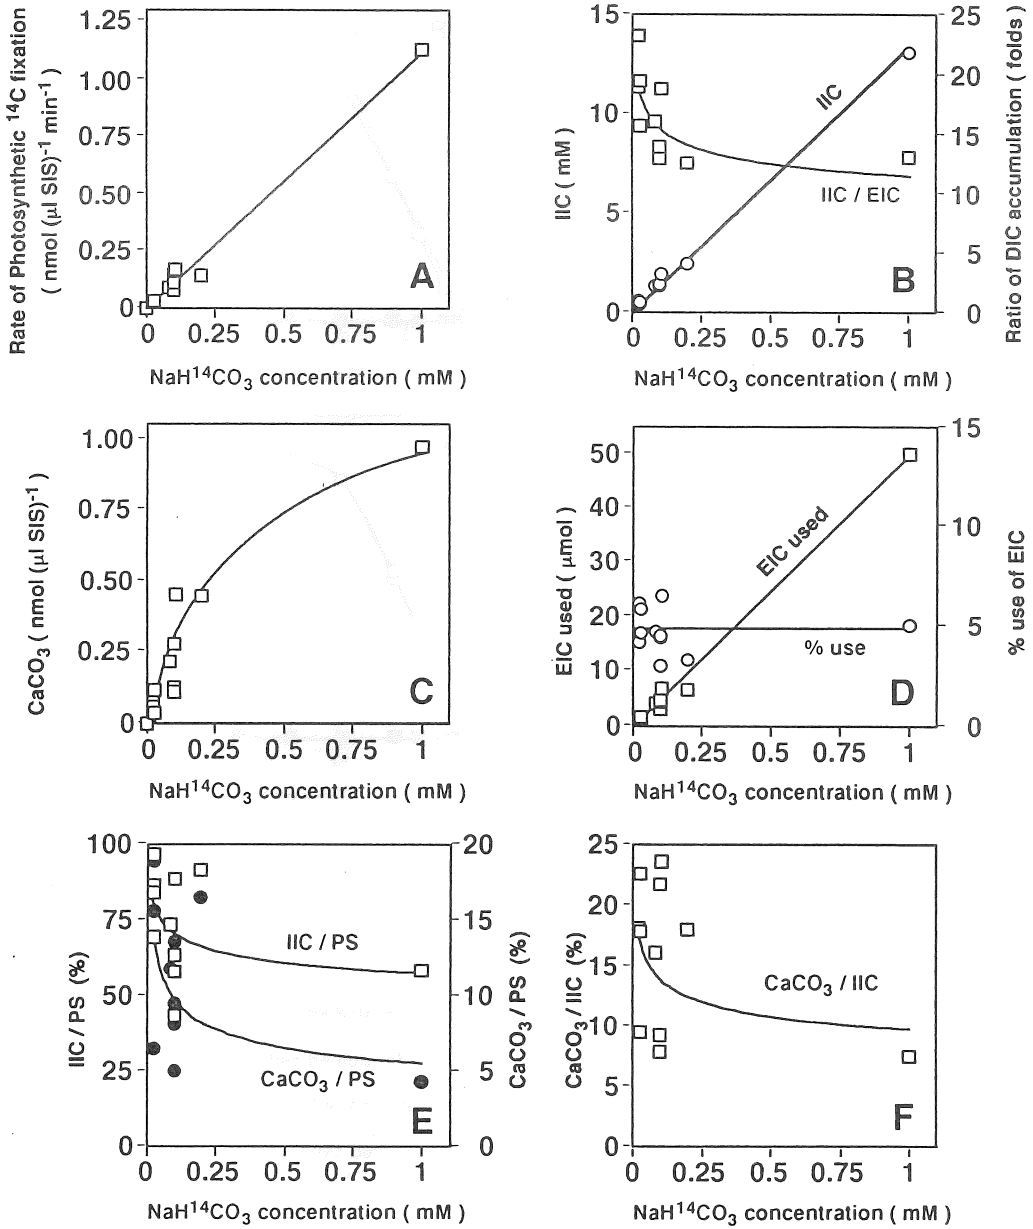 Rate of Photosynthetic ¹⁴C fixation
( nmol (µl SIS)⁻¹ min⁻¹ )
1.25
1.00
0.75
0.50
0.25
0
A
0 0.25 0.5 0.75 1
NaH¹⁴CO₃ concentration ( mM )
IIC ( mM )
15
10
5
0
IIC
IIC / EIC
B
25
20
15
10
5
0
Ratio of DIC accumulation ( folds )
0 0.25 0.5 0.75 1
NaH¹⁴CO₃ concentration ( mM )
CaCO₃ ( nmol (µl SIS)⁻¹ )
1.00
0.75
0.50
0.25
0
C
0 0.25 0.5 0.75 1
NaH¹⁴CO₃ concentration ( mM )
EIC used ( µmol )
50
40
30
20
10
0
EIC used
% use
D
15
10
5
0
% use of EIC
0 0.25 0.5 0.75 1
NaH¹⁴CO₃ concentration ( mM )
IIC / PS (%)
100
75
50
25
0
IIC / PS
CaCO₃ / PS
E
20
15
10
5
0
CaCO₃ / PS (%)
0 0.25 0.5 0.75 1
NaH¹⁴CO₃ concentration ( mM )
CaCO₃ / IIC (%)
25
20
15
10
5
0
CaCO₃ / IIC
F
0 0.25 0.5 0.75 1
NaH¹⁴CO₃ concentration ( mM )